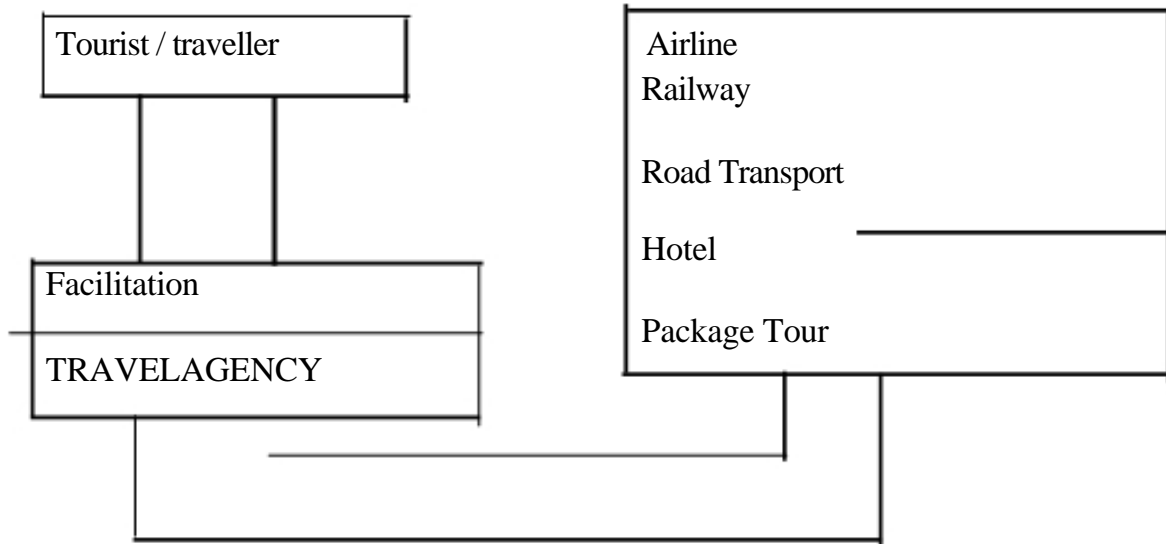 Tourist / traveller
Facilitation
TRAVELAGENCY
Airline
Railway
Road Transport
Hotel
Package Tour